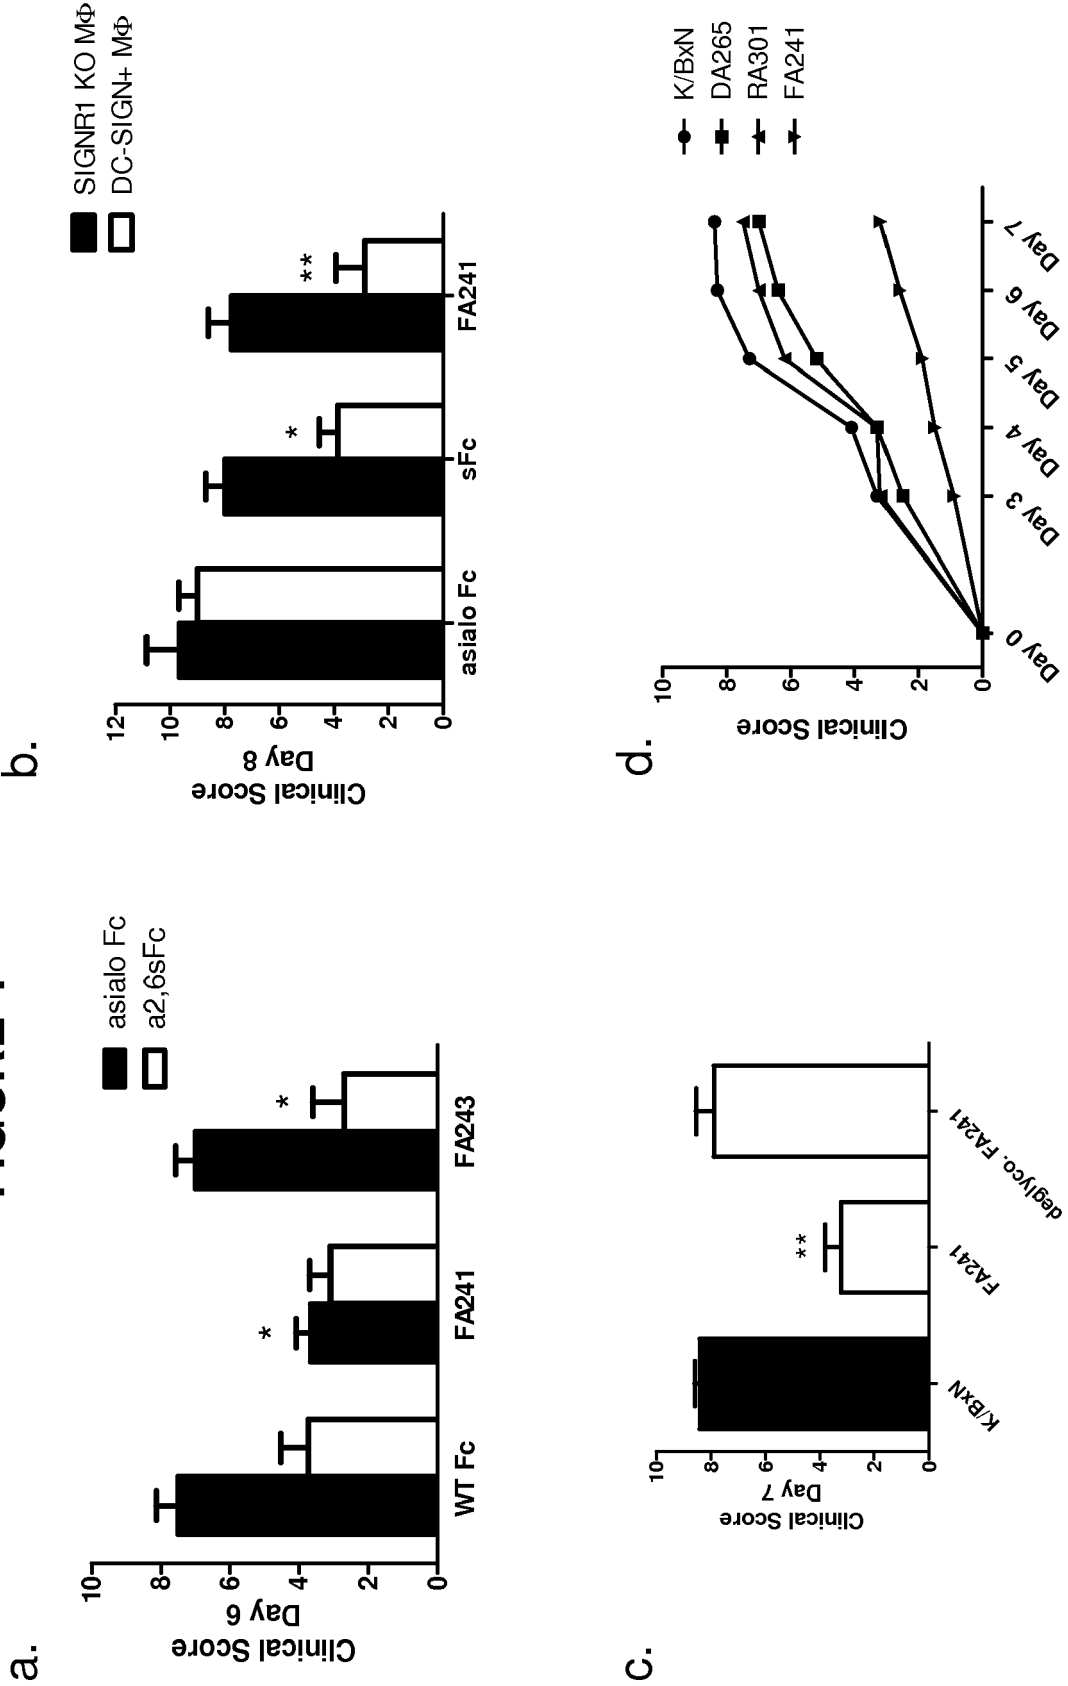 a.
Clinical Score
Day 6
10
8
6
4
2
0
WT Fc
FA241
FA243
*
*
asialo Fc
a2,6sFc
b.
Clinical Score
Day 8
12
10
8
6
4
2
0
asialo Fc
sFc
FA241
*
**
SIGNR1 KO MΦ
DC-SIGN+ MΦ
c.
Clinical Score
Day 7
10
8
6
4
2
0
K/BxN
FA241
deglyco. FA241
**
d.
Clinical Score
10
8
6
4
2
0
Day 0
Day 3
Day 4
Day 5
Day 6
Day 7
K/BxN
DA265
RA301
FA241